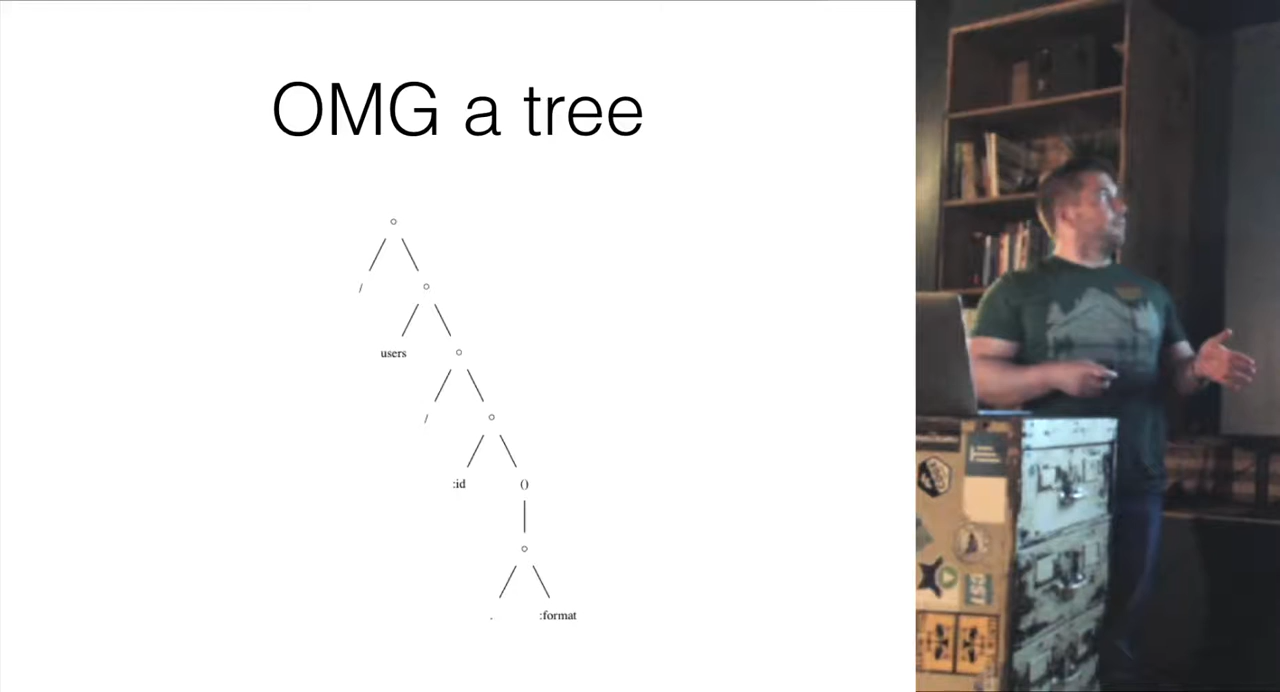 OMG a tree
○
/ ○
users ○
/ ○
:id ()
○
. :format